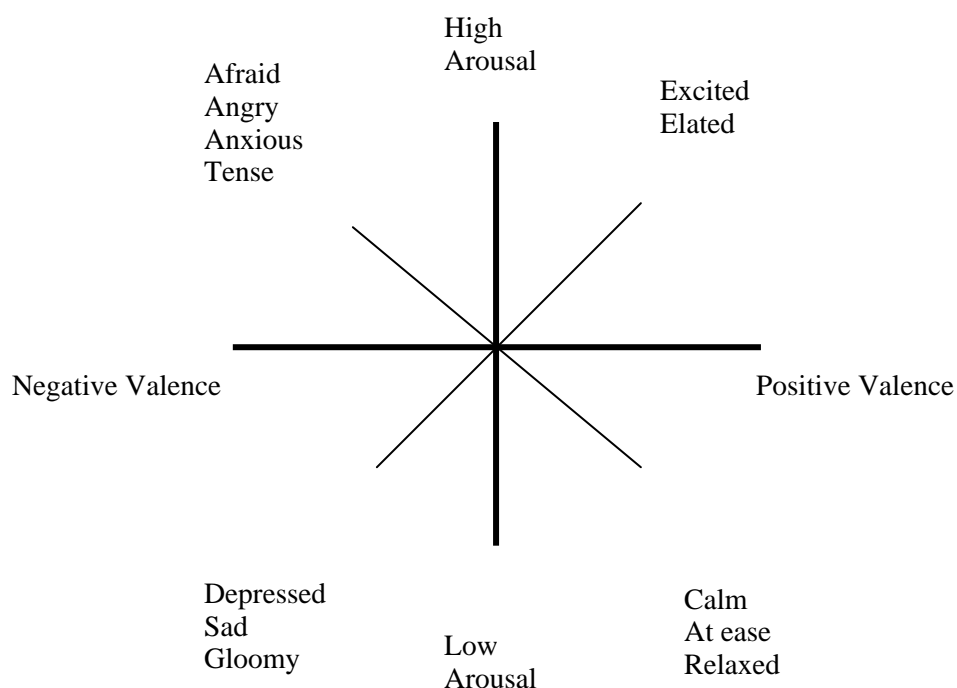 High
Arousal
Afraid
Angry
Anxious
Tense
Excited
Elated
Negative Valence
Positive Valence
Depressed
Sad
Gloomy
Low
Arousal
Calm
At ease
Relaxed